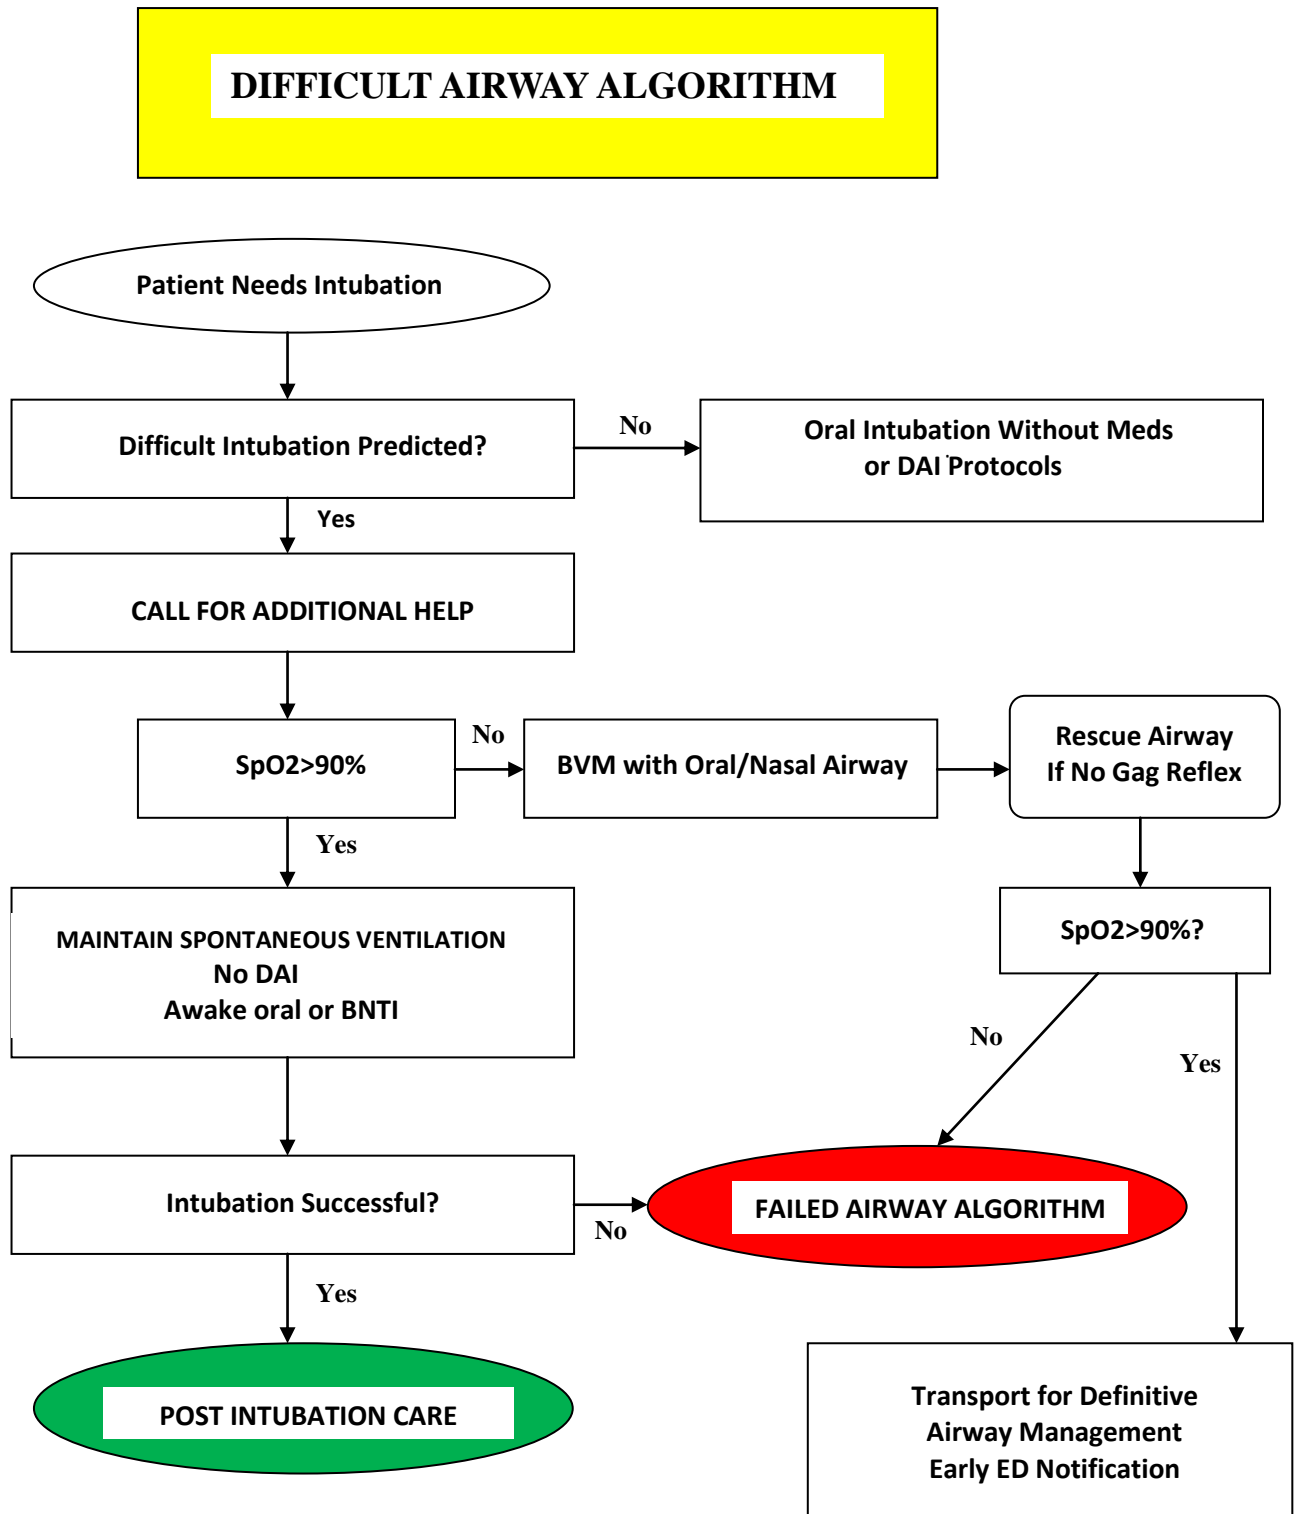 DIFFICULT AIRWAY ALGORITHM
Patient Needs Intubation
Difficult Intubation Predicted?
No
Oral Intubation Without Meds
or DAI Protocols
Yes
CALL FOR ADDITIONAL HELP
SpO2>90%
No
BVM with Oral/Nasal Airway
Rescue Airway
If No Gag Reflex
Yes
MAINTAIN SPONTANEOUS VENTILATION
No DAI
Awake oral or BNTI
SpO2>90%?
No
Yes
Intubation Successful?
No
FAILED AIRWAY ALGORITHM
Yes
POST INTUBATION CARE
Transport for Definitive
Airway Management
Early ED Notification